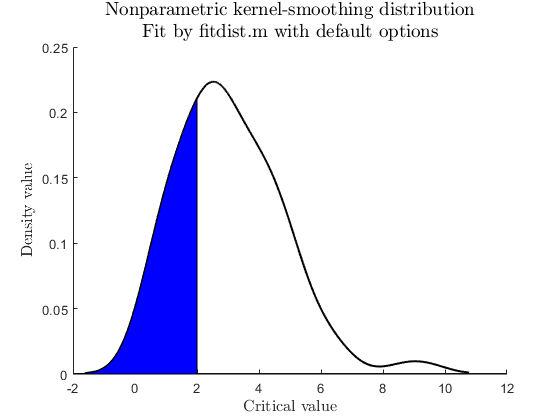 Nonparametric kernel-smoothing distribution
Fit by fitdist.m with default options
0.25
0.2
0.15
0.1
0.05
0
Density value
-2 0 2 4 6 8 10 12
Critical value